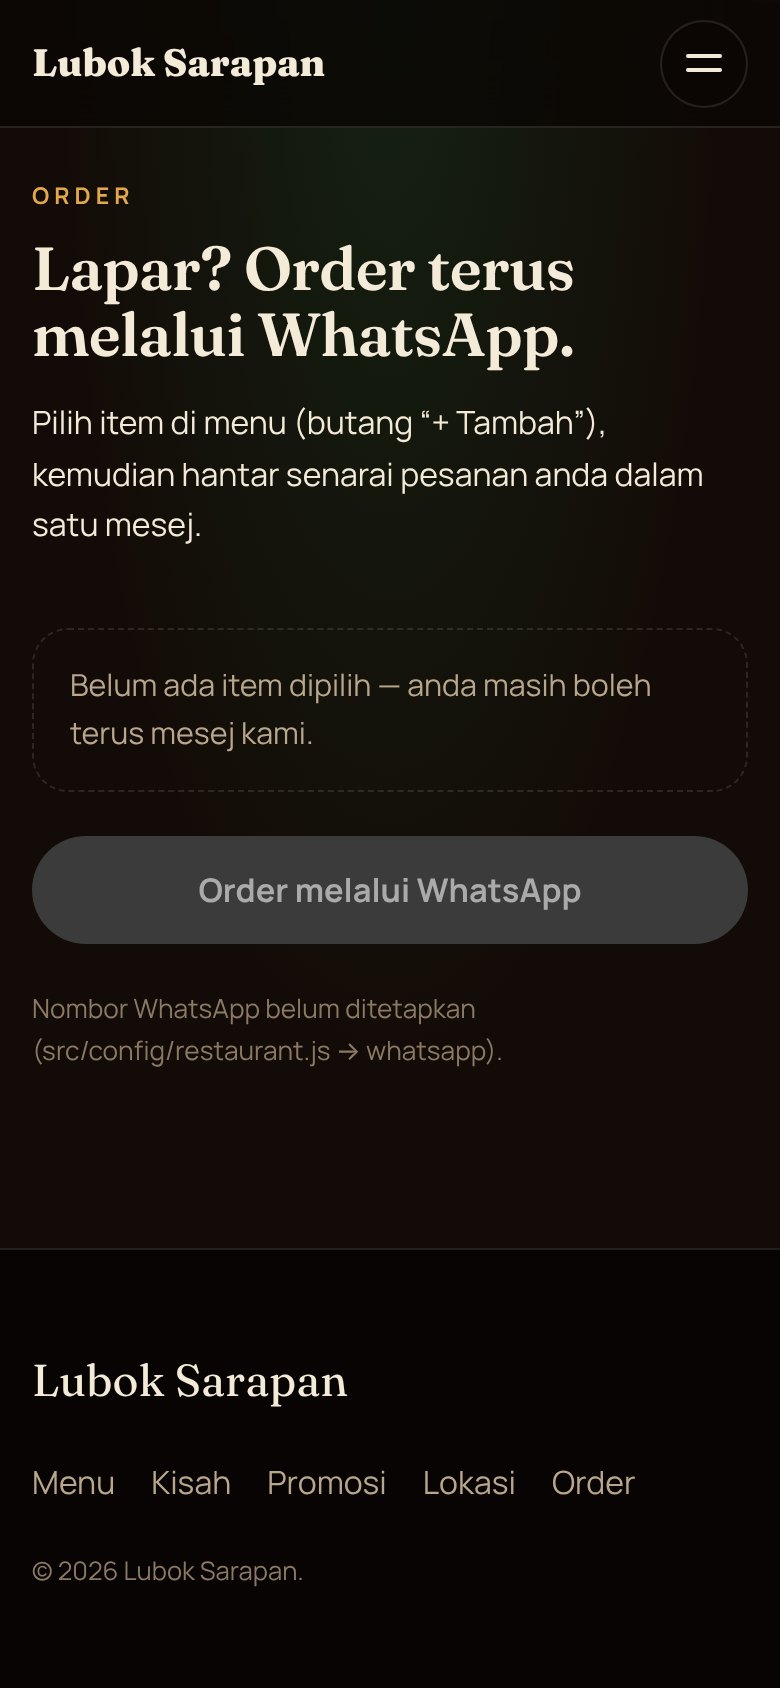 Lubok Sarapan
ORDER
Lapar? Order terus
melalui WhatsApp.
Pilih item di menu (butang “+ Tambah”),
kemudian hantar senarai pesanan anda dalam
satu mesej.
Belum ada item dipilih — anda masih boleh
terus mesej kami.
Order melalui WhatsApp
Nombor WhatsApp belum ditetapkan
(src/config/restaurant.js → whatsapp).
Lubok Sarapan
Menu Kisah Promosi Lokasi Order
© 2026 Lubok Sarapan.